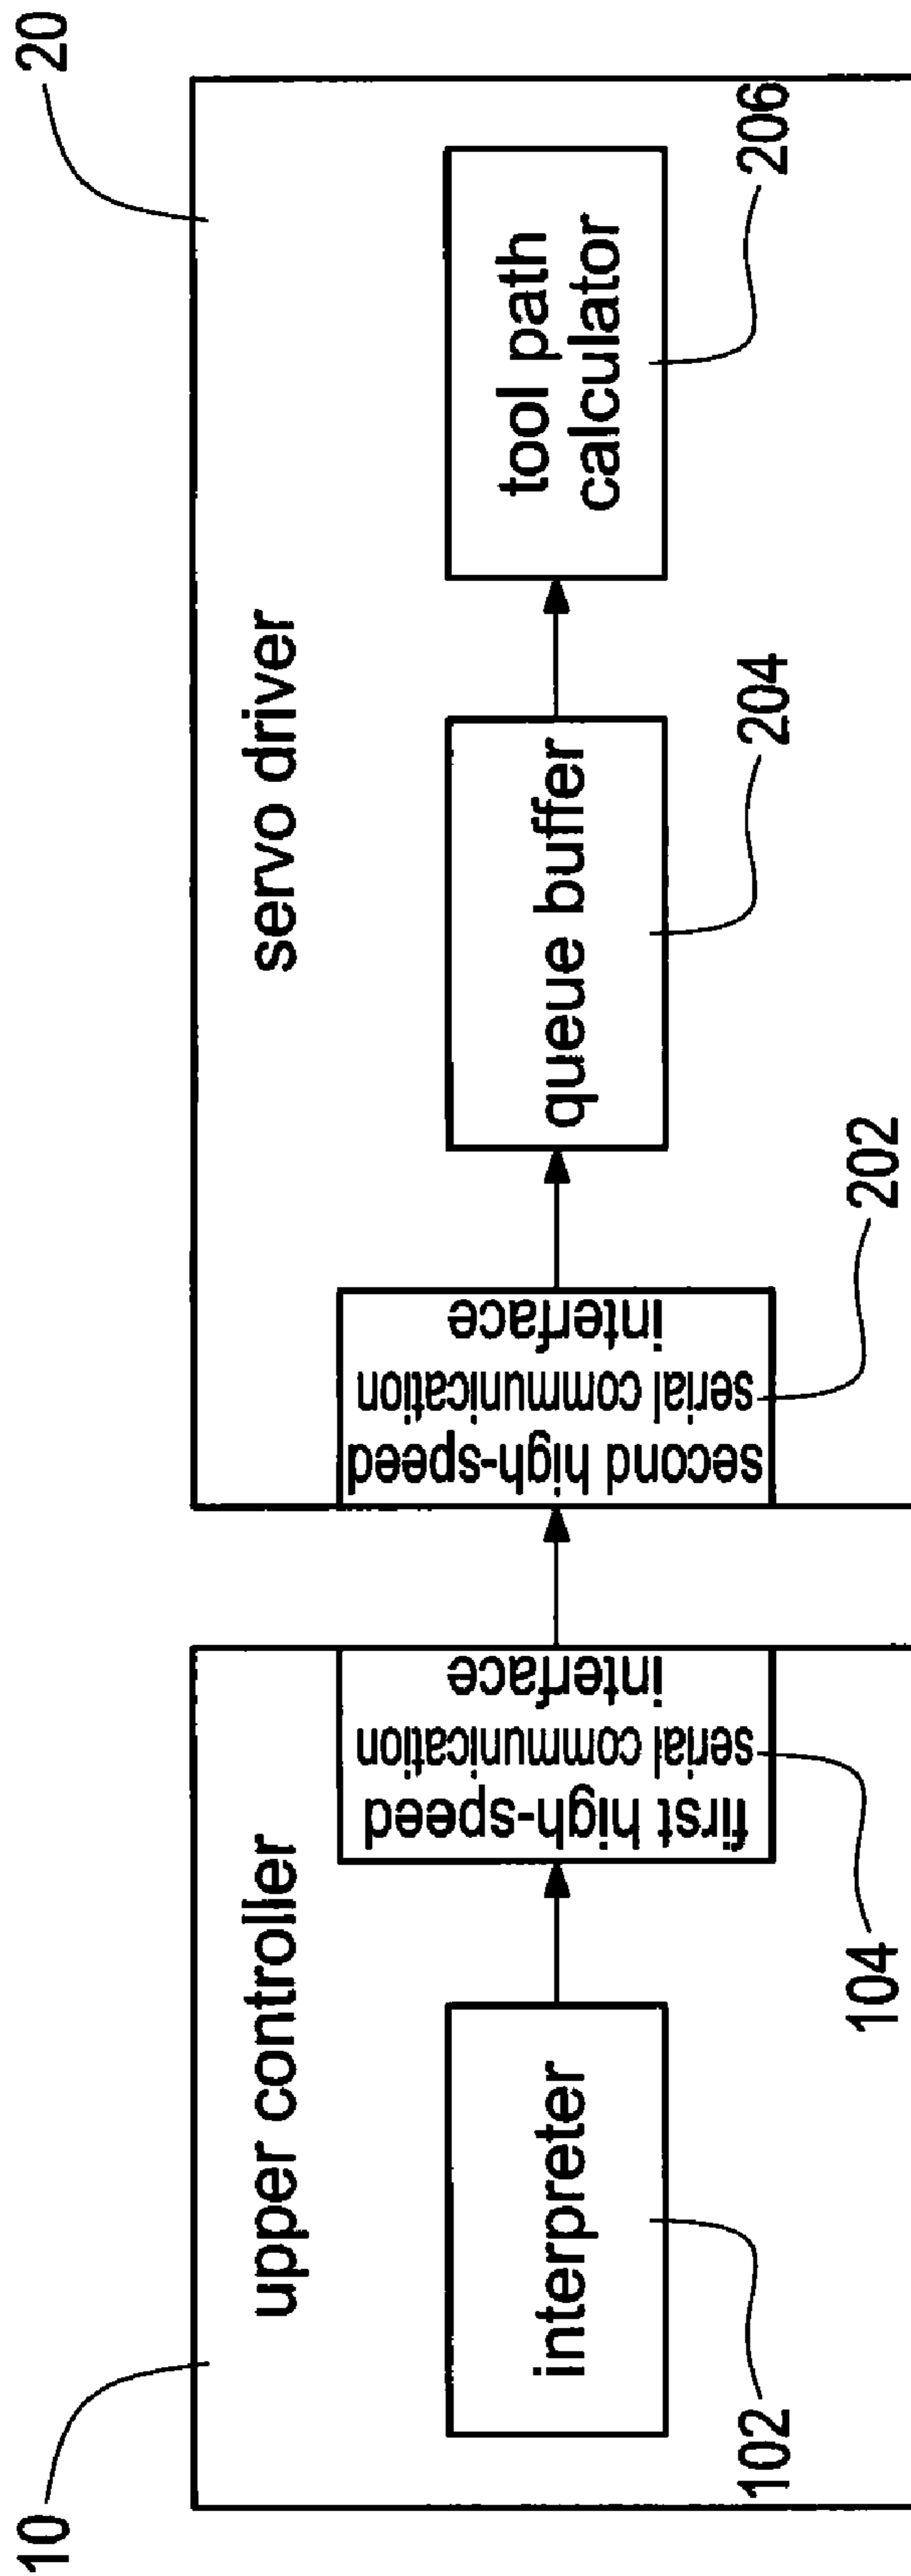 10
20
upper controller
servo driver
interpreter
first high-speed
serial communication
interface
second high-speed
serial communication
interface
queue buffer
tool path
calculator
102
104
202
204
206